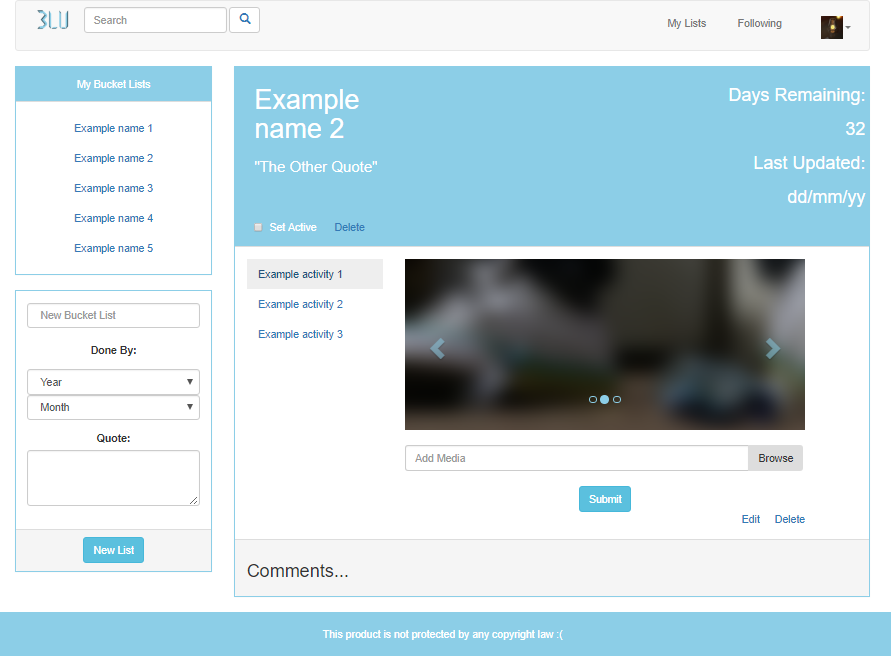 BLU
Search
My Lists
Following
My Bucket Lists
Example name 1
Example name 2
Example name 3
Example name 4
Example name 5
New Bucket List
Done By:
Year
Month
Quote:
New List
Example
name 2
"The Other Quote"
Set Active
Delete
Days Remaining:
32
Last Updated:
dd/mm/yy
Example activity 1
Example activity 2
Example activity 3
Add Media
Browse
Submit
Edit
Delete
Comments...
This product is not protected by any copyright law :(